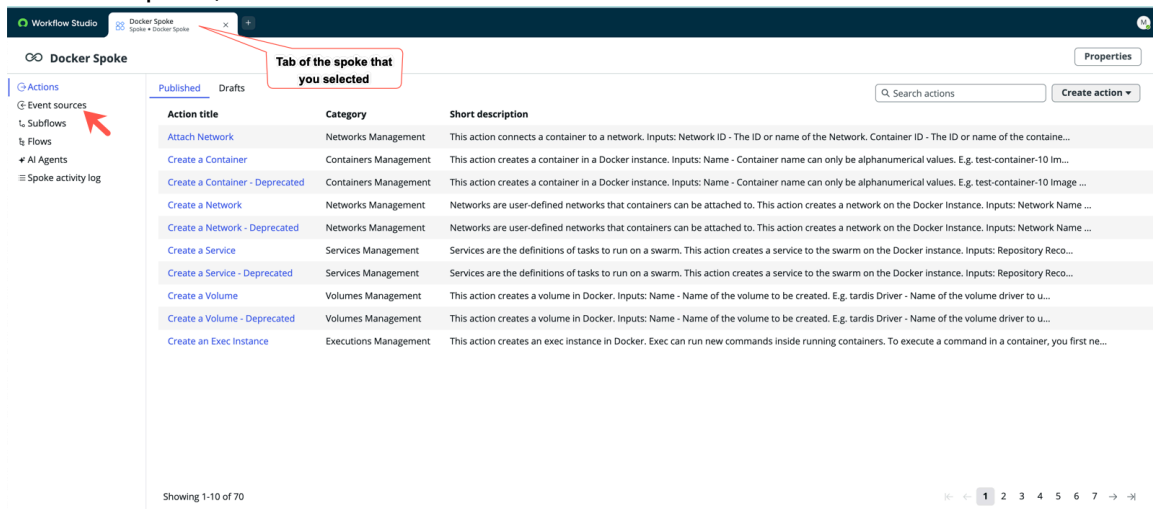 Workflow Studio
Docker Spoke
Spoke • Docker Spoke
M
Docker Spoke
Properties
Tab of the spoke that
you selected
Actions
Event sources
Subflows
Flows
AI Agents
Spoke activity log
Published Drafts
Search actions
Create action
Action title Category Short description
Attach Network Networks Management This action connects a container to a network. Inputs: Network ID - The ID or name of the Network. Container ID - The ID or name of the containe...
Create a Container Containers Management This action creates a container in a Docker instance. Inputs: Name - Container name can only be alphanumerical values. E.g. test-container-10 Im...
Create a Container - Deprecated Containers Management This action creates a container in a Docker instance. Inputs: Name - Container name can only be alphanumerical values. E.g. test-container-10 Image ...
Create a Network Networks Management Networks are user-defined networks that containers can be attached to. This action creates a network on the Docker Instance. Inputs: Network Name ...
Create a Network - Deprecated Networks Management Networks are user-defined networks that containers can be attached to. This action creates a network on the Docker Instance. Inputs: Network Name ...
Create a Service Services Management Services are the definitions of tasks to run on a swarm. This action creates a service to the swarm on the Docker instance. Inputs: Repository Reco...
Create a Service - Deprecated Services Management Services are the definitions of tasks to run on a swarm. This action creates a service to the swarm on the Docker instance. Inputs: Repository Reco...
Create a Volume Volumes Management This action creates a volume in Docker. Inputs: Name - Name of the volume to be created. E.g. tardis Driver - Name of the volume driver to u...
Create a Volume - Deprecated Volumes Management This action creates a volume in Docker. Inputs: Name - Name of the volume to be created. E.g. tardis Driver - Name of the volume driver to u...
Create an Exec Instance Executions Management This action creates an exec instance in Docker. Exec can run new commands inside running containers. To execute a command in a container, you first ne...
Showing 1-10 of 70
1 2 3 4 5 6 7